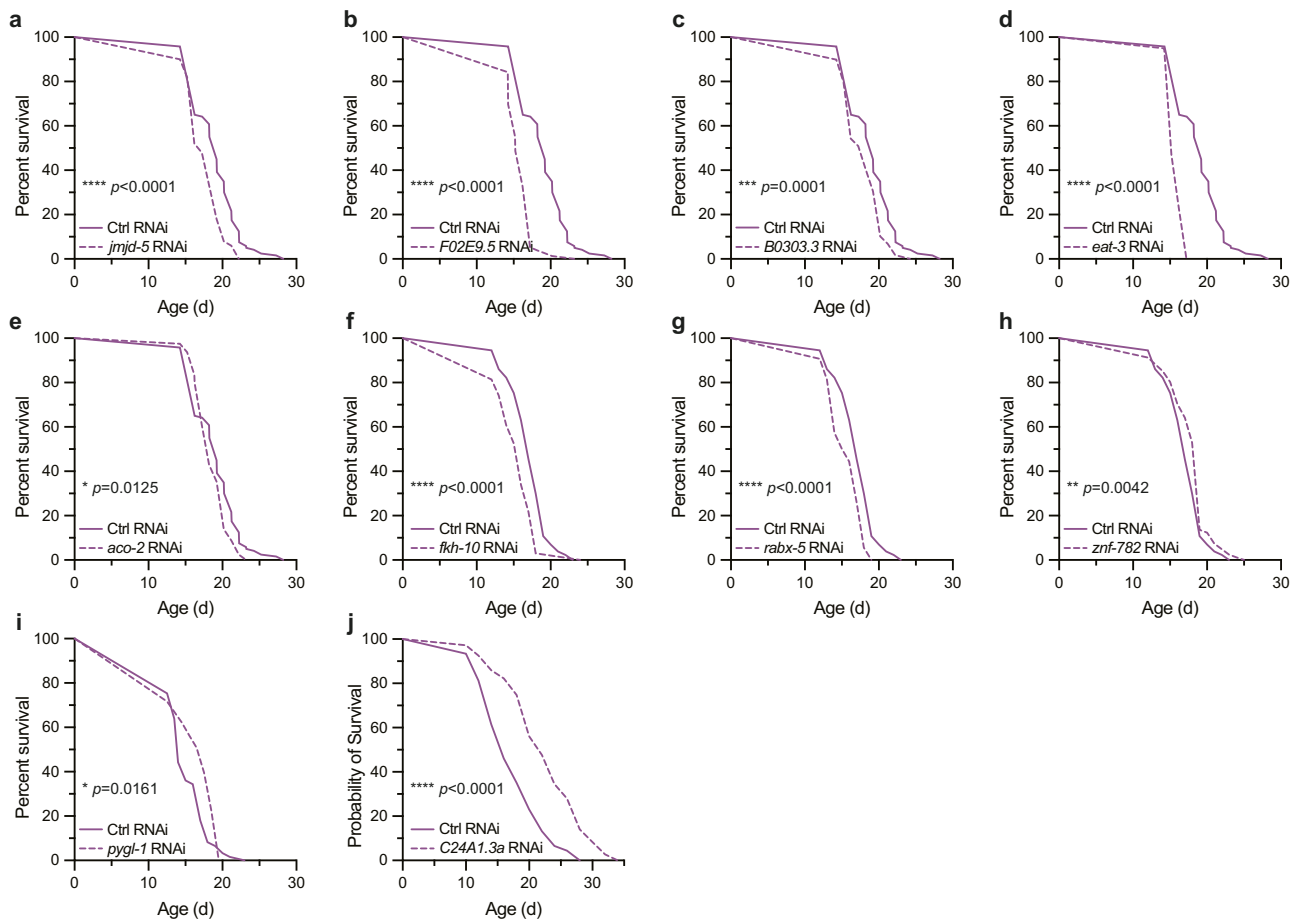 a
Percent survival
100
80
60
40
20
0
**** p<0.0001
Ctrl RNAi
jmjd-5 RNAi
0 10 20 30
Age (d)
b
Percent survival
100
80
60
40
20
0
**** p<0.0001
Ctrl RNAi
F02E9.5 RNAi
0 10 20 30
Age (d)
c
Percent survival
100
80
60
40
20
0
*** p=0.0001
Ctrl RNAi
B0303.3 RNAi
0 10 20 30
Age (d)
d
Percent survival
100
80
60
40
20
0
**** p<0.0001
Ctrl RNAi
eat-3 RNAi
0 10 20 30
Age (d)
e
Percent survival
100
80
60
40
20
0
* p=0.0125
Ctrl RNAi
aco-2 RNAi
0 10 20 30
Age (d)
f
Percent survival
100
80
60
40
20
0
**** p<0.0001
Ctrl RNAi
fkh-10 RNAi
0 10 20 30
Age (d)
g
Percent survival
100
80
60
40
20
0
**** p<0.0001
Ctrl RNAi
rabx-5 RNAi
0 10 20 30
Age (d)
h
Percent survival
100
80
60
40
20
0
** p=0.0042
Ctrl RNAi
znf-782 RNAi
0 10 20 30
Age (d)
i
Percent survival
100
80
60
40
20
0
* p=0.0161
Ctrl RNAi
pygl-1 RNAi
0 10 20 30
Age (d)
j
Probability of Survival
100
80
60
40
20
0
**** p<0.0001
Ctrl RNAi
C24A1.3a RNAi
0 10 20 30
Age (d)